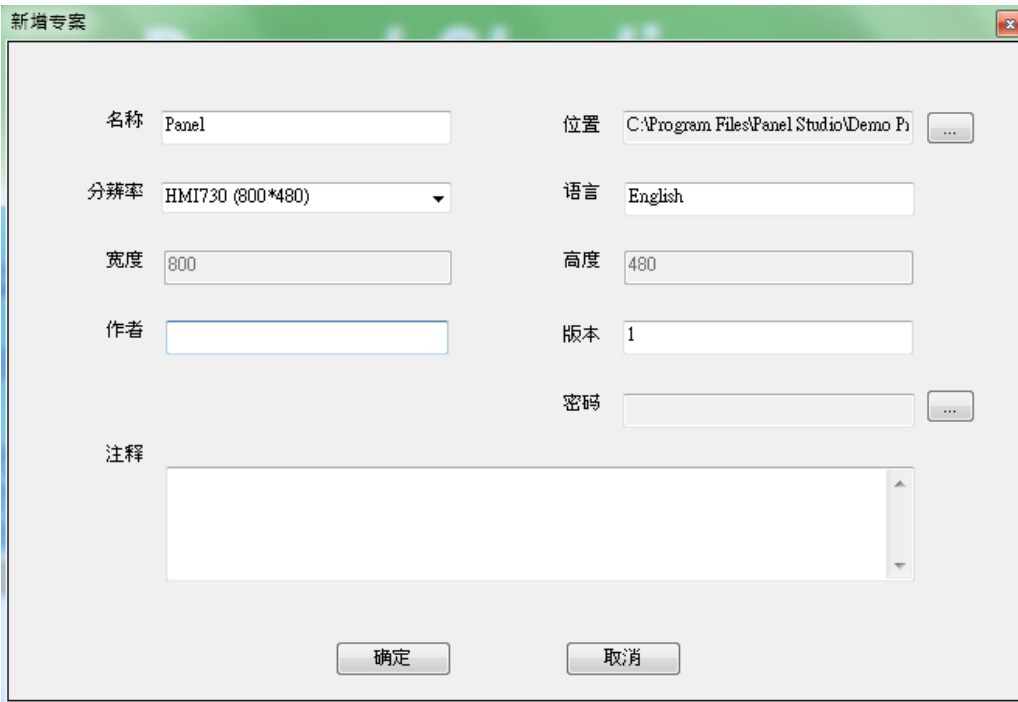 新增专案
名称 Panel
位置 C:\Program Files\Panel Studio\Demo Pr ...
分辨率 HMI730 (800*480)
语言 English
宽度 800
高度 480
作者
版本 1
密码 ...
注释
确定
取消